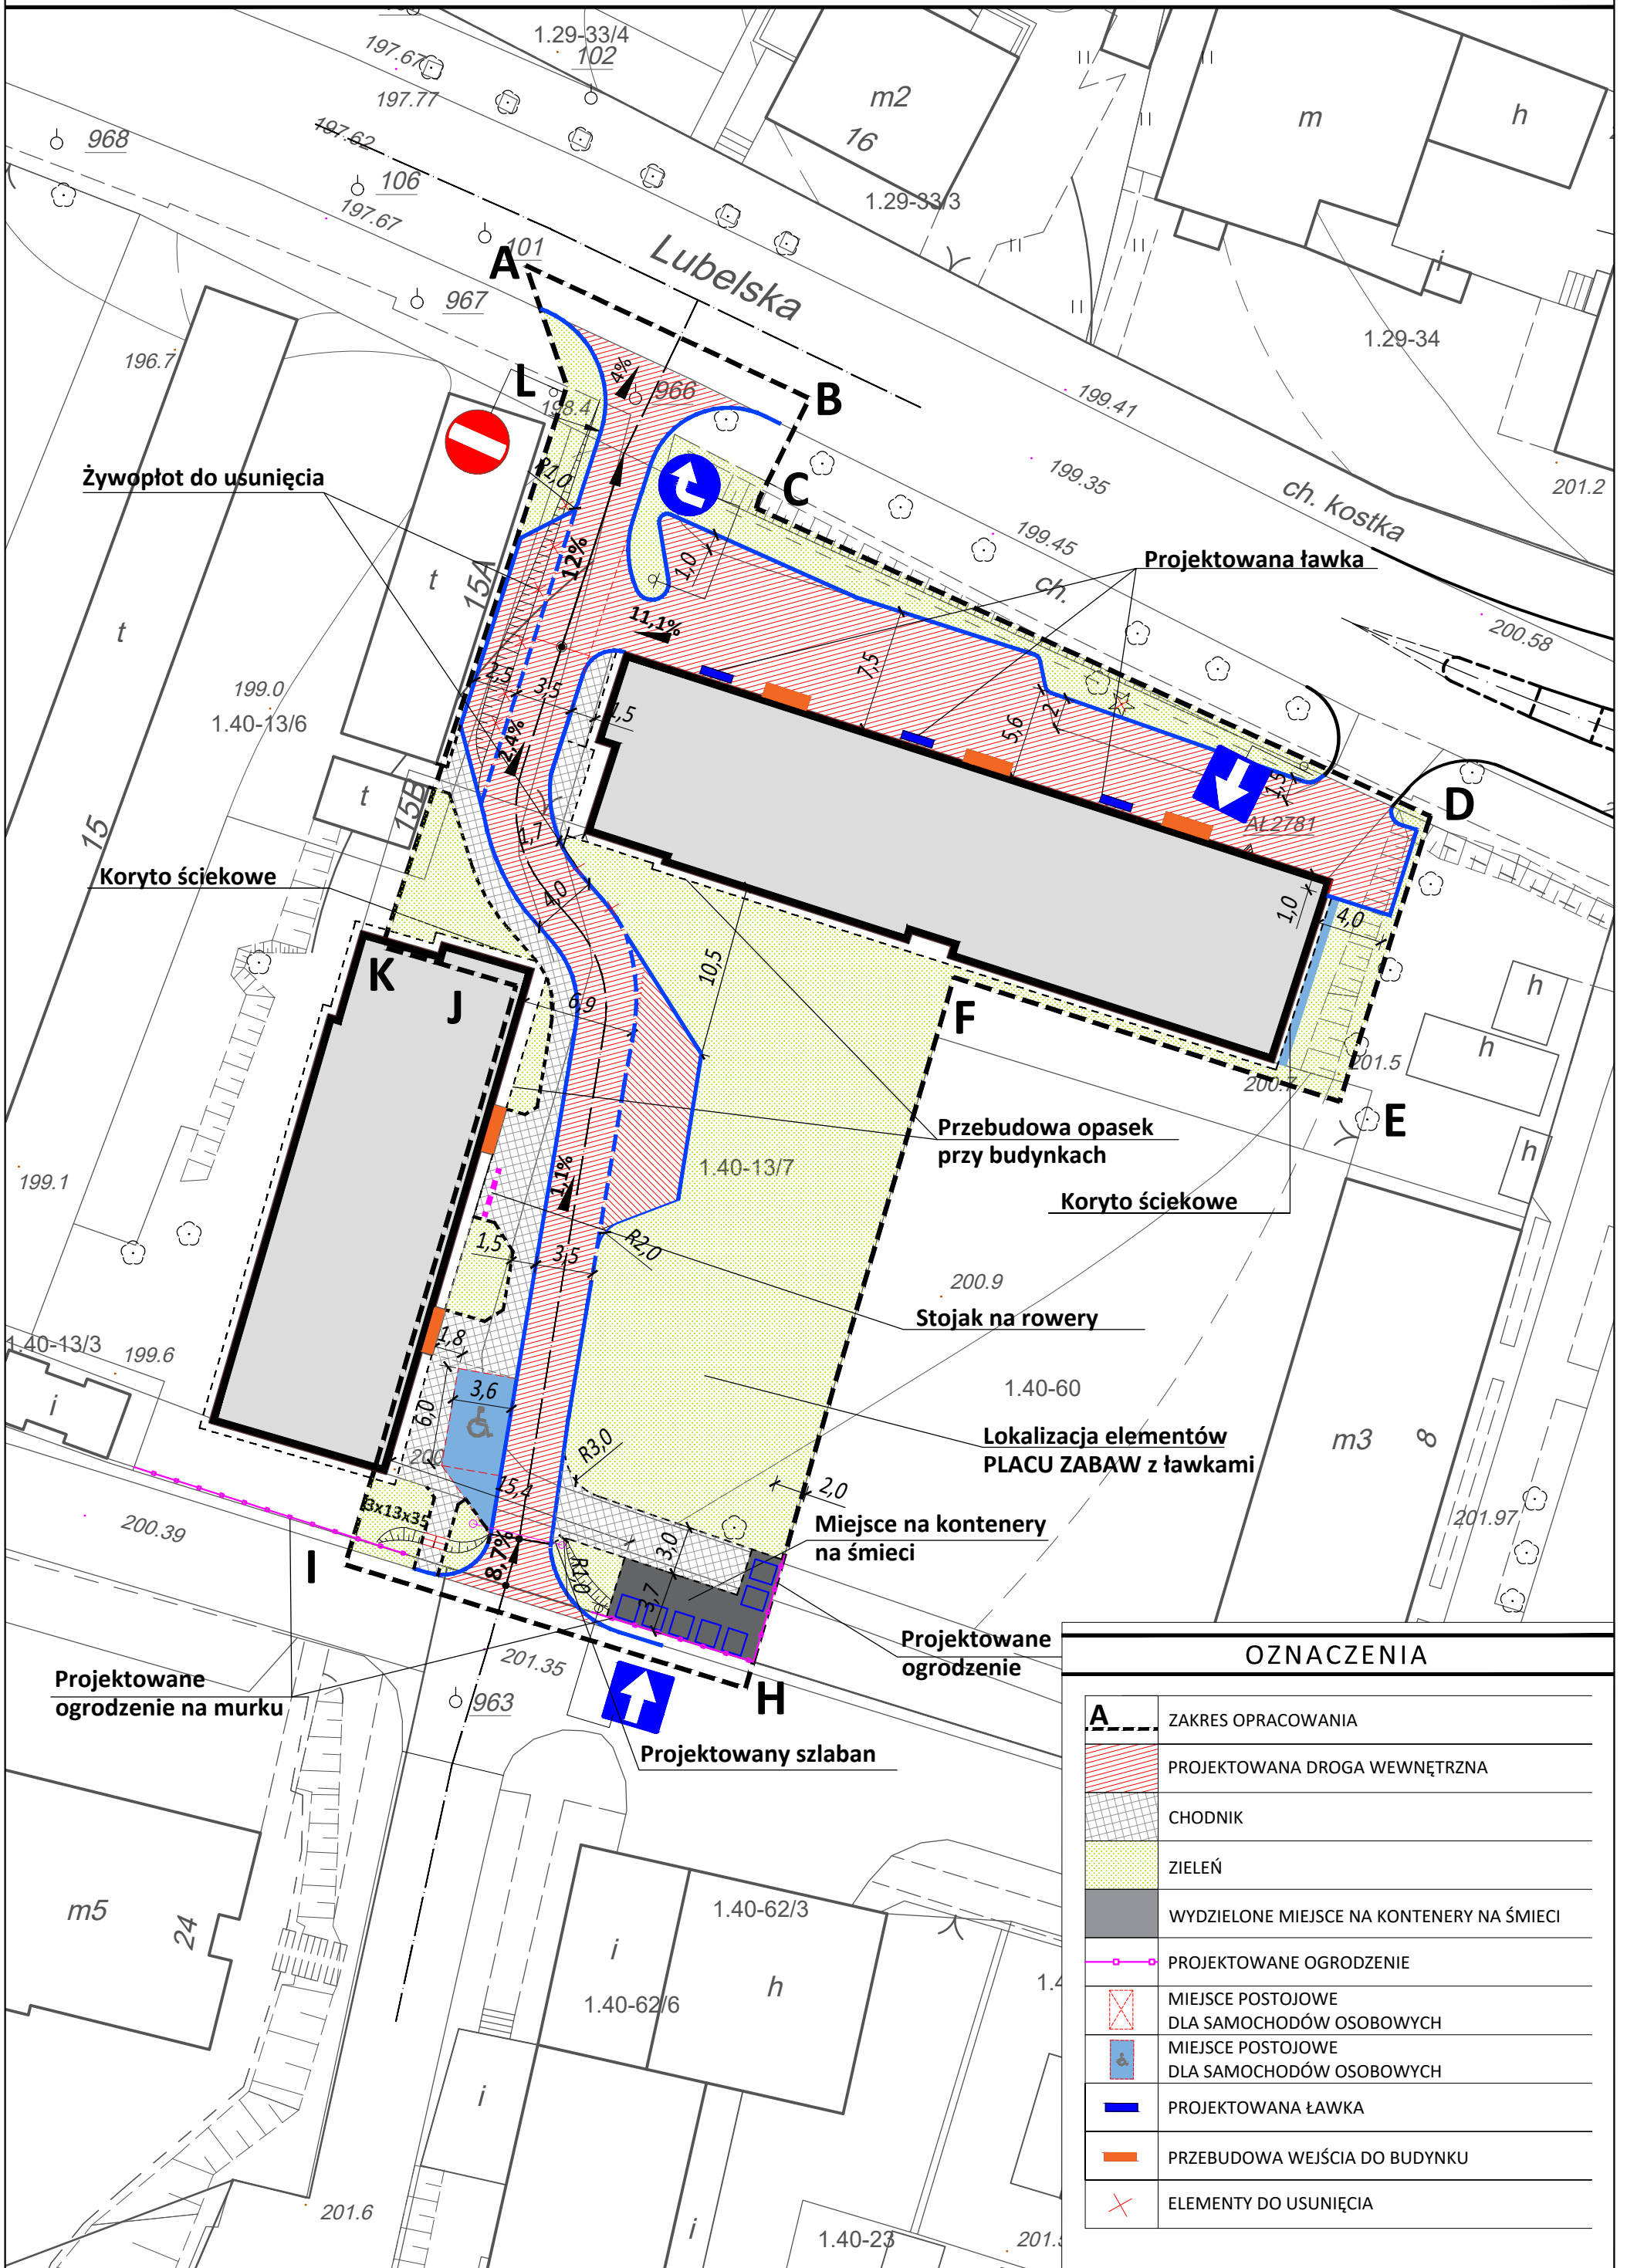 1.29-33/4
102
197.67
197.77
197.62
968
106
197.67
101
967
m2
16
1.29-33/3
m
h
i
1.29-34
Lubelska
A
B
C
L
196.7
198.4
4%
966
199.41
199.35
199.45
ch. kostka
ch.
201.2
200.58
Żywopłot do usunięcia
Projektowana ławka
R1,0
12%
1,0
11,1%
t
t
15A
2,5
3,5
1,5
2,4%
7,5
5,6
2
1,5
199.0
1.40-13/6
t
15B
15
D
AŁ2781
1,7
4,0
Koryto ściekowe
1,0
4,0
K
J
6,9
10,5
F
h
h
h
201.5
200.7
E
Przebudowa opasek
przy budynkach
1.40-13/7
Koryto ściekowe
199.1
1,1%
1,5
3,5
R2,0
200.9
Stojak na rowery
1.40-13/3
199.6
i
1,8
3,6
6,0
200
15,4
1.40-60
m3
8
Lokalizacja elementów
PLACU ZABAW z ławkami
R3,0
2,0
3x13x35
200.39
Miejsce na kontenery
na śmieci
3,0
3,7
R1,0
8,7%
201.97
I
H
201.35
963
Projektowane
ogrodzenie
Projektowane
ogrodzenie na murku
Projektowany szlaban
m5
24
1.40-62/3
i
h
1.40-62/6
i
i
201.6
1.40-23
OZNACZENIA
A
ZAKRES OPRACOWANIA
PROJEKTOWANA DROGA WEWNĘTRZNA
CHODNIK
ZIELEŃ
WYDZIELONE MIEJSCE NA KONTENERY NA ŚMIECI
PROJEKTOWANE OGRODZENIE
MIEJSCE POSTOJOWE
DLA SAMOCHODÓW OSOBOWYCH
MIEJSCE POSTOJOWE
DLA SAMOCHODÓW OSOBOWYCH
PROJEKTOWANA ŁAWKA
PRZEBUDOWA WEJŚCIA DO BUDYNKU
ELEMENTY DO USUNIĘCIA